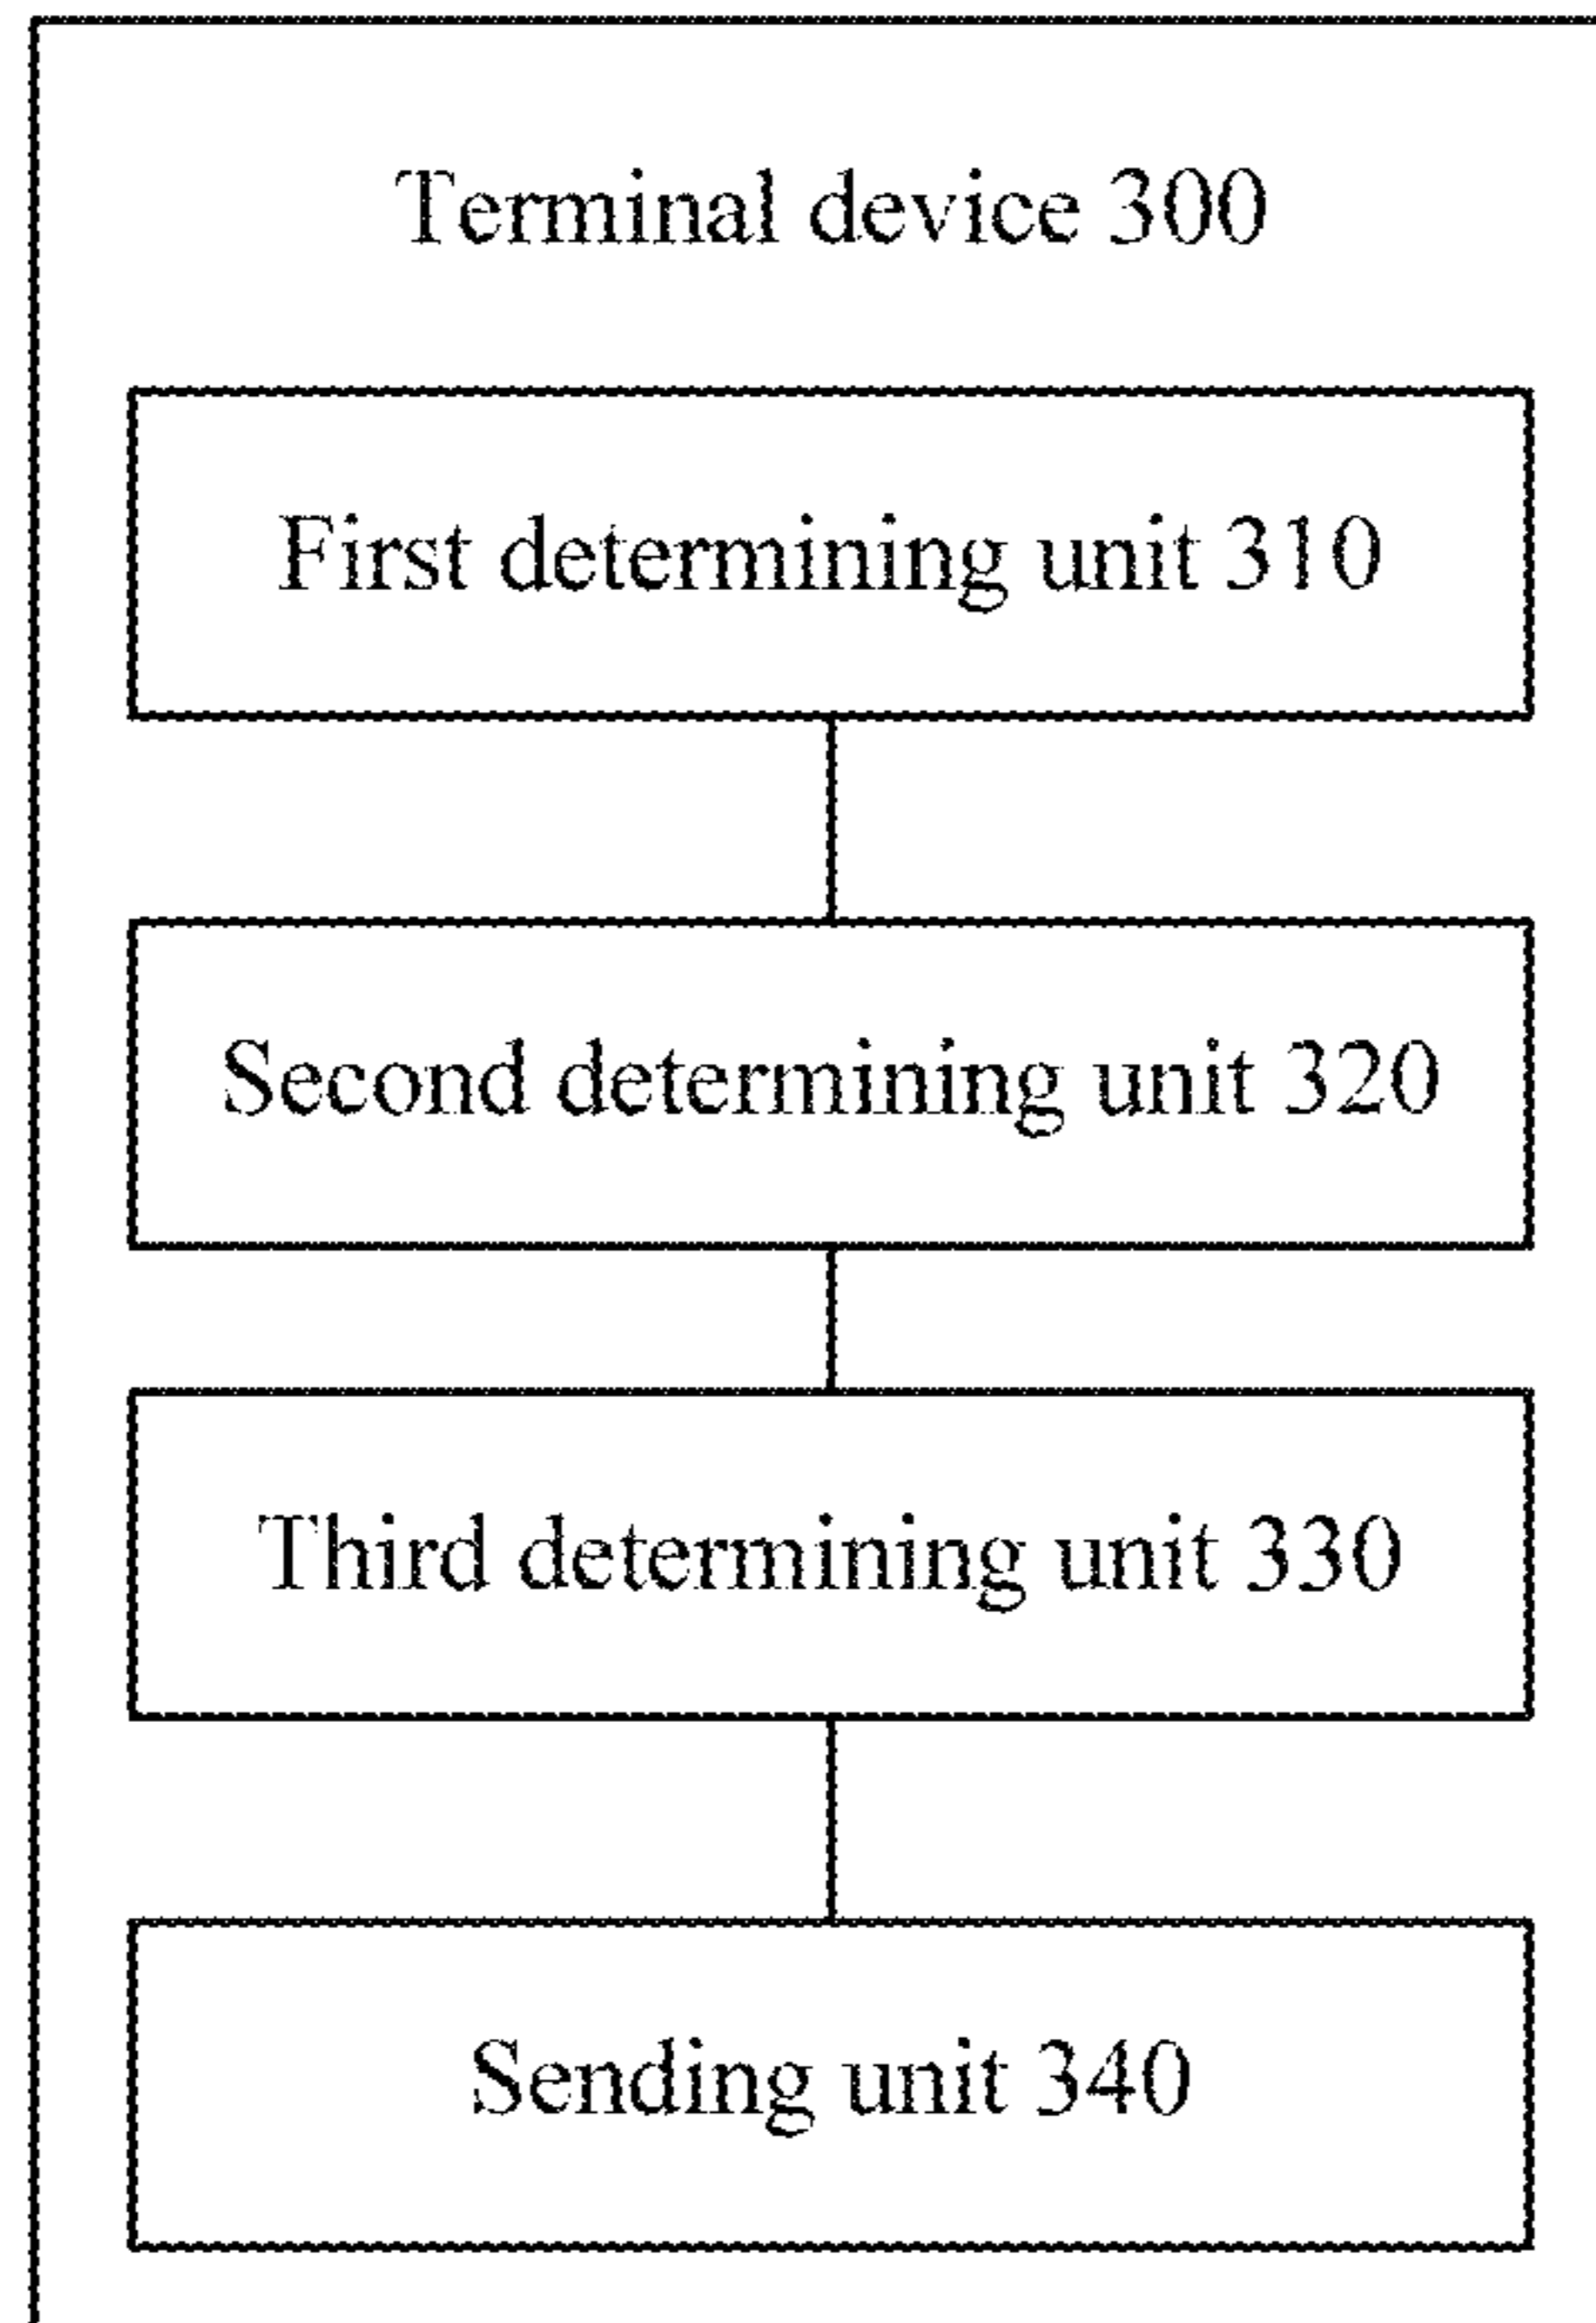 Terminal device 300
First determining unit 310
Second determining unit 320
Third determining unit 330
Sending unit 340